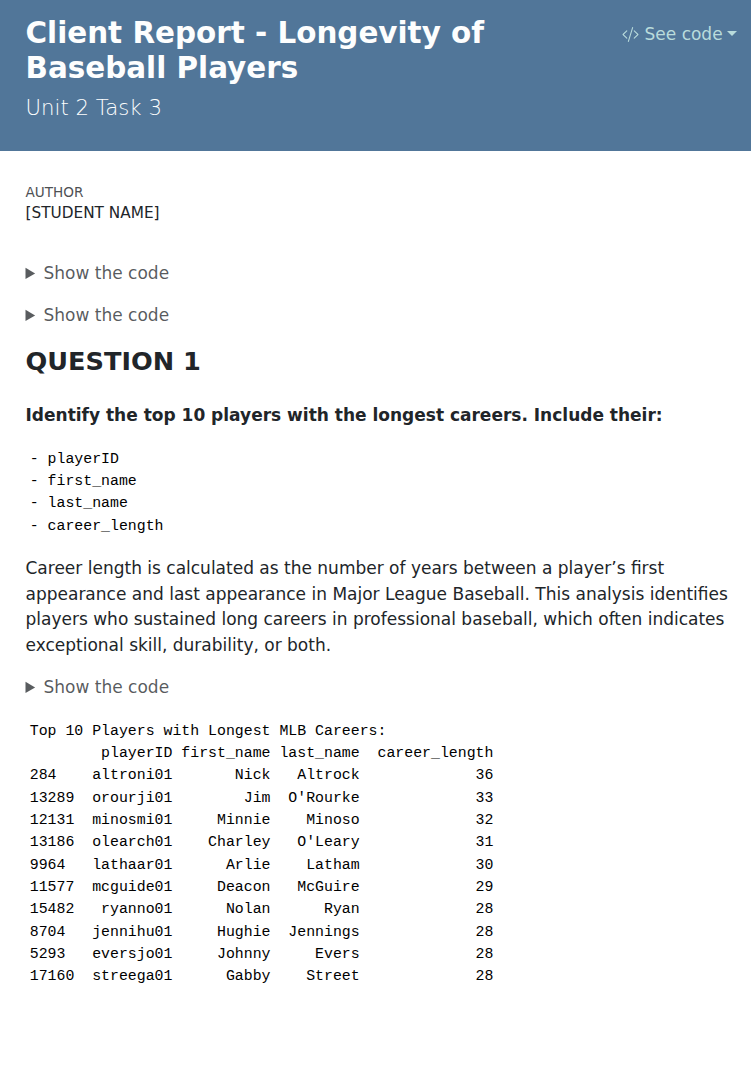 Client Report - Longevity of
Baseball Players
</> See code
Unit 2 Task 3
AUTHOR
[STUDENT NAME]
Show the code
Show the code
QUESTION 1
Identify the top 10 players with the longest careers. Include their:
- playerID
- first_name
- last_name
- career_length
Career length is calculated as the number of years between a player’s first
appearance and last appearance in Major League Baseball. This analysis identifies
players who sustained long careers in professional baseball, which often indicates
exceptional skill, durability, or both.
Show the code
Top 10 Players with Longest MLB Careers:
playerID first_name last_name  career_length
284    altroni01       Nick   Altrock             36
13289  orourji01        Jim  O'Rourke             33
12131  minosmi01     Minnie    Minoso             32
13186  olearch01    Charley   O'Leary             31
9964   lathaar01      Arlie    Latham             30
11577  mcguide01     Deacon   McGuire             29
15482   ryanno01      Nolan      Ryan             28
8704   jennihu01     Hughie  Jennings             28
5293   eversjo01     Johnny     Evers             28
17160  streega01      Gabby    Street             28